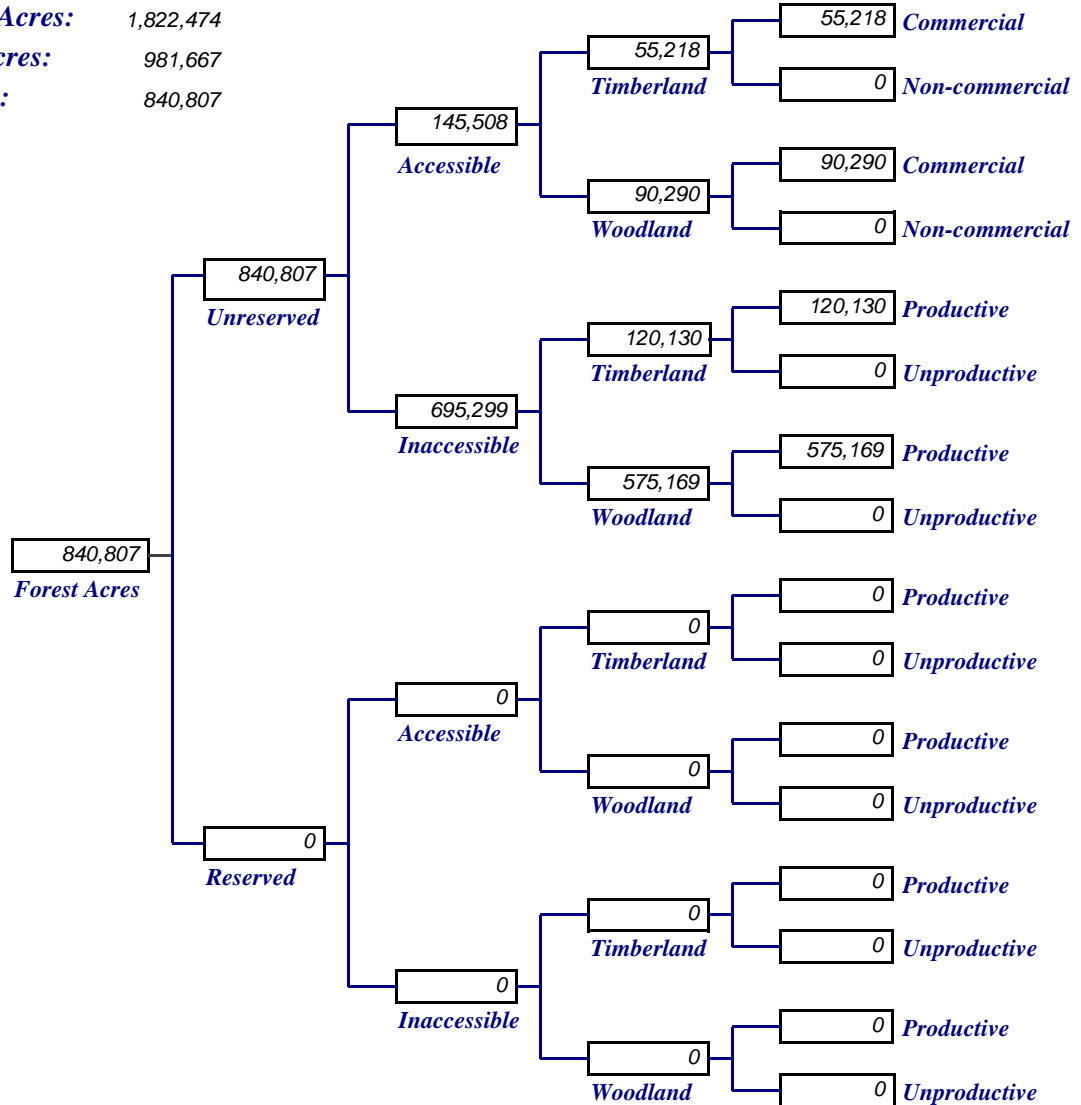 Acres: 1,822,474
cres: 981,667
: 840,807
55,218 Commercial
55,218
Timberland
0 Non-commercial
145,508
Accessible
90,290 Commercial
90,290
Woodland
0 Non-commercial
840,807
Unreserved
120,130 Productive
120,130
Timberland
0 Unproductive
695,299
Inaccessible
575,169 Productive
575,169
Woodland
0 Unproductive
840,807
Forest Acres
0 Productive
0
Timberland
0 Unproductive
0
Accessible
0 Productive
0
Woodland
0 Unproductive
0
Reserved
0 Productive
0
Timberland
0 Unproductive
0
Inaccessible
0 Productive
0
Woodland
0 Unproductive